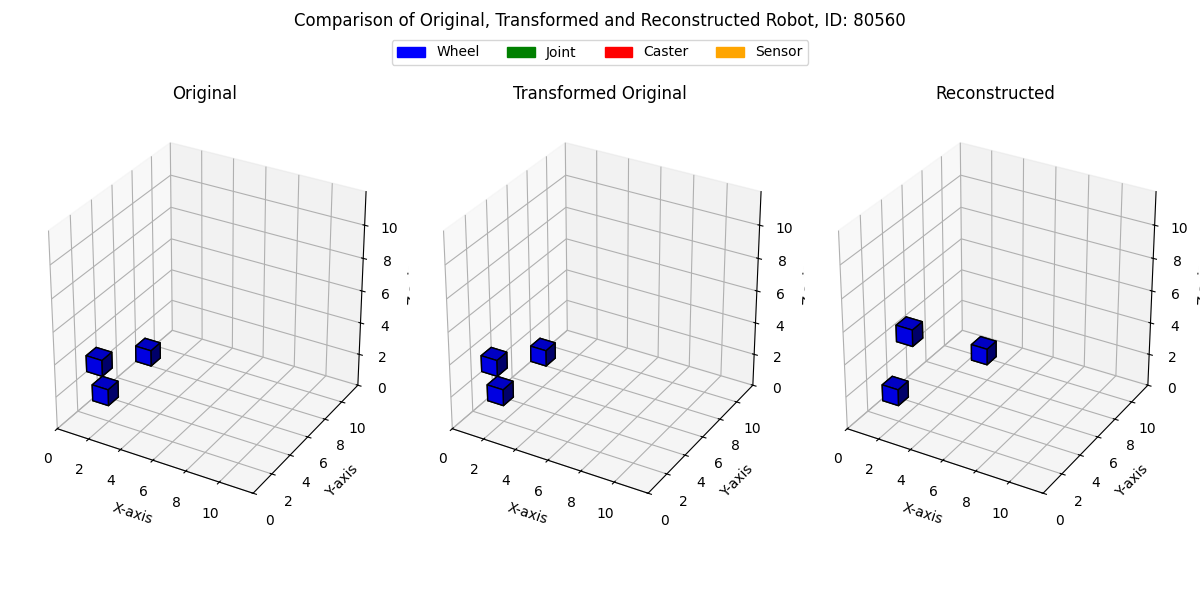 Comparison of Original, Transformed and Reconstructed Robot, ID: 80560
Wheel Joint Caster Sensor
Original Transformed Original Reconstructed
10 10 10
8 8 8
6 6 6
4 4 4
2 2 2
0 0 0
10 10 10
8 8 8
6 6 6
4 4 4
2 2 2
0 0 0
0 2 4 6 8 10 0 2 4 6 8 10 0 2 4 6 8 10
X-axis Y-axis X-axis Y-axis X-axis Y-axis